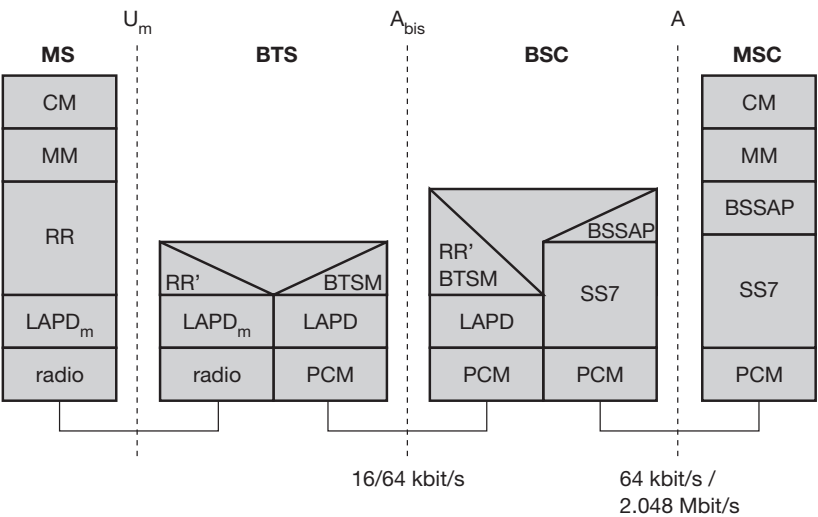 Um Abis A
MS BTS BSC MSC
CM CM
MM MM
RR BSSAP
RR’ BTSM RR’ BSSAP
BTSM SS7 SS7
LAPDm LAPDm LAPD LAPD
radio radio PCM PCM PCM PCM
16/64 kbit/s 64 kbit/s /
2.048 Mbit/s